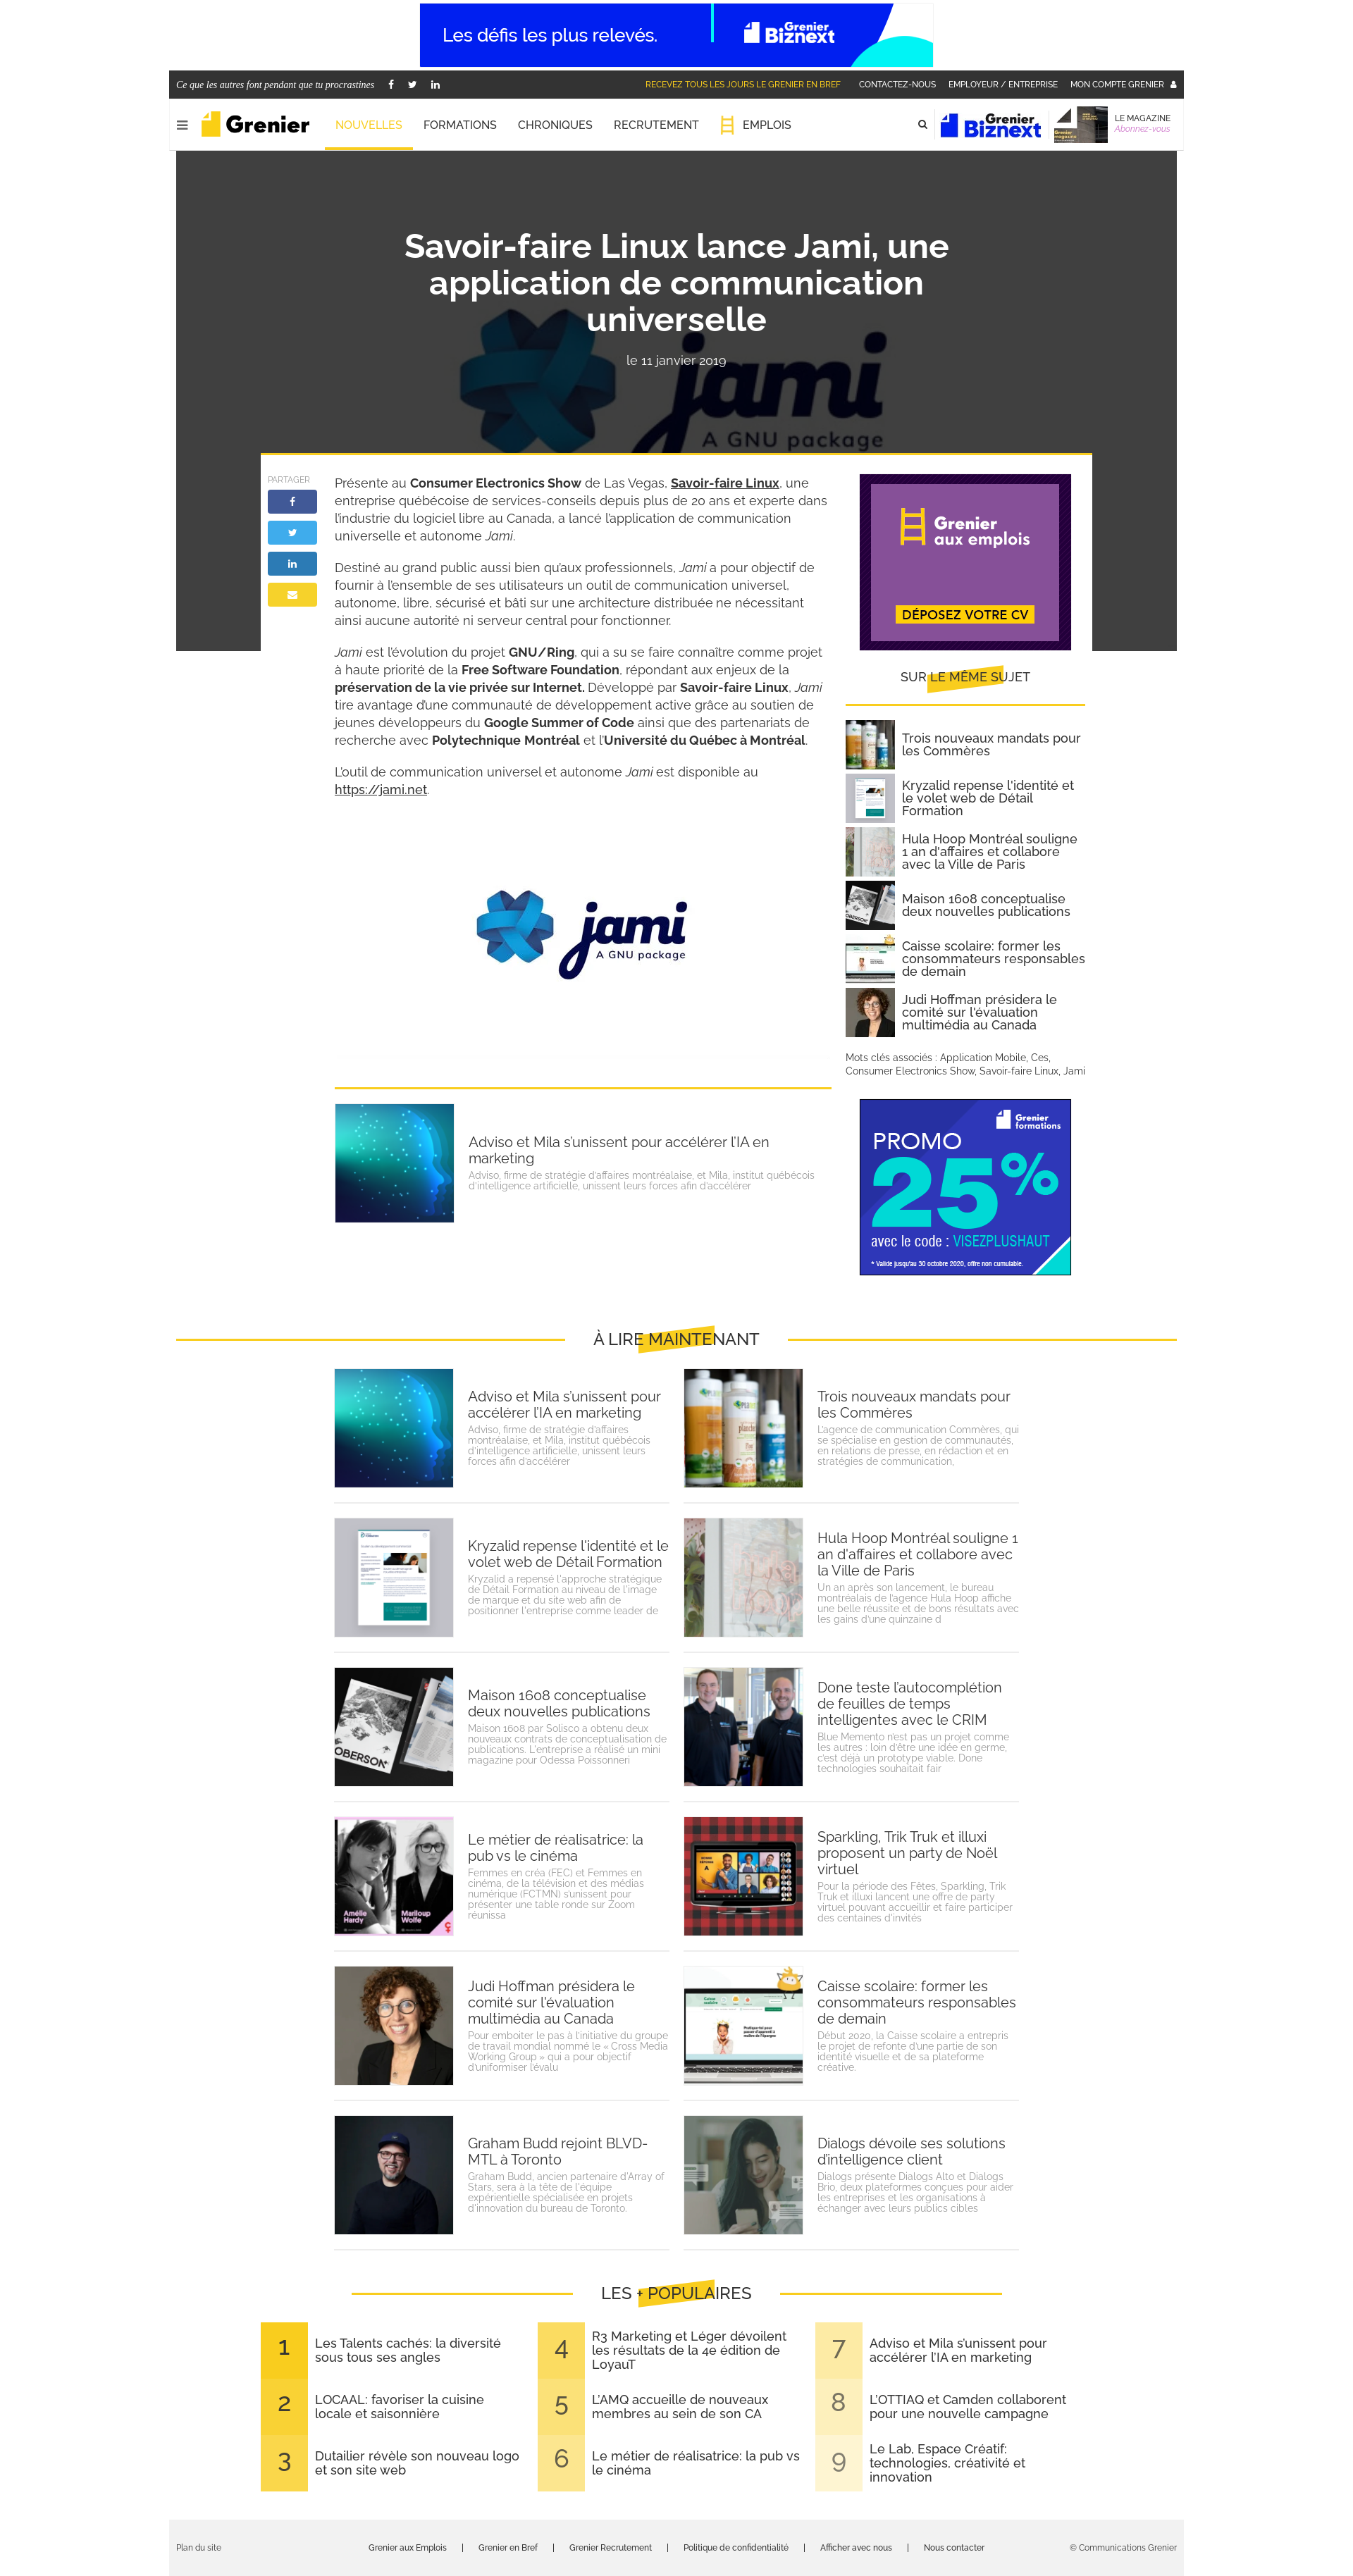 Les défis les plus relevés.
Grenier
Biznext
Ce que les autres font pendant que tu procrastines
RECEVEZ TOUS LES JOURS LE GRENIER EN BREF
CONTACTEZ-NOUS
EMPLOYEUR / ENTREPRISE
MON COMPTE GRENIER
Grenier
NOUVELLES
FORMATIONS
CHRONIQUES
RECRUTEMENT
EMPLOIS
Grenier
Biznext
LE MAGAZINE
Abonnez-vous
Savoir-faire Linux lance Jami, une
application de communication
universelle
le 11 janvier 2019
jami
A GNU package
PARTAGER
Présente au Consumer Electronics Show de Las Vegas, Savoir-faire Linux, une
entreprise québécoise de services-conseils depuis plus de 20 ans et experte dans
l'industrie du logiciel libre au Canada, a lancé l'application de communication
universelle et autonome Jami.
Destiné au grand public aussi bien qu'aux professionnels, Jami a pour objectif de
fournir à l'ensemble de ses utilisateurs un outil de communication universel,
autonome, libre, sécurisé et bâti sur une architecture distribuée ne nécessitant
ainsi aucune autorité ni serveur central pour fonctionner.
Jami est l'évolution du projet GNU/Ring, qui a su se faire connaître comme projet
à haute priorité de la Free Software Foundation, répondant aux enjeux de la
préservation de la vie privée sur Internet. Développé par Savoir-faire Linux, Jami
tire avantage d'une communauté de développement active grâce au soutien de
jeunes développeurs du Google Summer of Code ainsi que des partenariats de
recherche avec Polytechnique Montréal et l'Université du Québec à Montréal.
L'outil de communication universel et autonome Jami est disponible au
https://jami.net.
jami
A GNU package
Adviso et Mila s'unissent pour accélérer l'IA en
marketing
Adviso, firme de stratégie d'affaires montréalaise, et Mila, institut québécois
d'intelligence artificielle, unissent leurs forces afin d'accélérer
Grenier
aux emplois
DÉPOSEZ VOTRE CV
SUR LE MÊME SUJET
Trois nouveaux mandats pour
les Commères
Kryzalid repense l'identité et
le volet web de Détail
Formation
Hula Hoop Montréal souligne
1 an d'affaires et collabore
avec la Ville de Paris
Maison 1608 conceptualise
deux nouvelles publications
Caisse scolaire: former les
consommateurs responsables
de demain
Judi Hoffman présidera le
comité sur l'évaluation
multimédia au Canada
Mots clés associés : Application Mobile, Ces,
Consumer Electronics Show, Savoir-faire Linux, Jami
Grenier
formations
PROMO
25%
avec le code : VISEZPLUSHAUT
* Valide jusqu'au 30 octobre 2020, offre non cumulable.
À LIRE MAINTENANT
Adviso et Mila s'unissent pour
accélérer l'IA en marketing
Adviso, firme de stratégie d'affaires
montréalaise, et Mila, institut québécois
d'intelligence artificielle, unissent leurs
forces afin d'accélérer
Trois nouveaux mandats pour
les Commères
L'agence de communication Commères, qui
se spécialise en gestion de communautés,
en relations de presse, en rédaction et en
stratégies de communication,
Kryzalid repense l'identité et le
volet web de Détail Formation
Kryzalid a repensé l'approche stratégique
de Détail Formation au niveau de l'image
de marque et du site web afin de
positionner l'entreprise comme leader de
Hula Hoop Montréal souligne 1
an d'affaires et collabore avec
la Ville de Paris
Un an après son lancement, le bureau
montréalais de l'agence Hula Hoop affiche
une belle réussite et de bons résultats avec
les gains d'une quinzaine d
OBERSON
Maison 1608 conceptualise
deux nouvelles publications
Maison 1608 par Solisco a obtenu deux
nouveaux contrats de conceptualisation de
publications. L'entreprise a réalisé un mini
magazine pour Odessa Poissonneri
Done teste l'autocomplétion
de feuilles de temps
intelligentes avec le CRIM
Blue Memento n'est pas un projet comme
les autres : loin d'être une idée en germe,
c'est déjà un prototype viable. Done
technologies souhaitait fair
Amélie
Hardy
Mariloup
Wolfe
Le métier de réalisatrice: la
pub vs le cinéma
Femmes en créa (FEC) et Femmes en
cinéma, de la télévision et des médias
numérique (FCTMN) s'unissent pour
présenter une table ronde sur Zoom
réunissa
Sparkling, Trik Truk et illuxi
proposent un party de Noël
virtuel
Pour la période des Fêtes, Sparkling, Trik
Truk et illuxi lancent une offre de party
virtuel pouvant accueillir et faire participer
des centaines d'invités
Judi Hoffman présidera le
comité sur l'évaluation
multimédia au Canada
Pour emboiter le pas à l'initiative du groupe
de travail mondial nommé le « Cross Media
Working Group » qui a pour objectif
d'uniformiser l'évalu
Caisse scolaire: former les
consommateurs responsables
de demain
Début 2020, la Caisse scolaire a entrepris
le projet de refonte d'une partie de son
identité visuelle et de sa plateforme
créative.
Graham Budd rejoint BLVD-
MTL à Toronto
Graham Budd, ancien partenaire d'Array of
Stars, sera à la tête de l'équipe
expérientielle spécialisée en projets
d'innovation du bureau de Toronto.
Dialogs dévoile ses solutions
d'intelligence client
Dialogs présente Dialogs Alto et Dialogs
Brio, deux plateformes conçues pour aider
les entreprises et les organisations à
échanger avec leurs publics cibles
LES + POPULAIRES
1
Les Talents cachés: la diversité
sous tous ses angles
2
LOCAAL: favoriser la cuisine
locale et saisonnière
3
Dutailier révèle son nouveau logo
et son site web
4
R3 Marketing et Léger dévoilent
les résultats de la 4e édition de
LoyauT
5
L'AMQ accueille de nouveaux
membres au sein de son CA
6
Le métier de réalisatrice: la pub vs
le cinéma
7
Adviso et Mila s'unissent pour
accélérer l'IA en marketing
8
L'OTTIAQ et Camden collaborent
pour une nouvelle campagne
9
Le Lab, Espace Créatif:
technologies, créativité et
innovation
Plan du site
Grenier aux Emplois | Grenier en Bref | Grenier Recrutement | Politique de confidentialité | Afficher avec nous | Nous contacter
© Communications Grenier